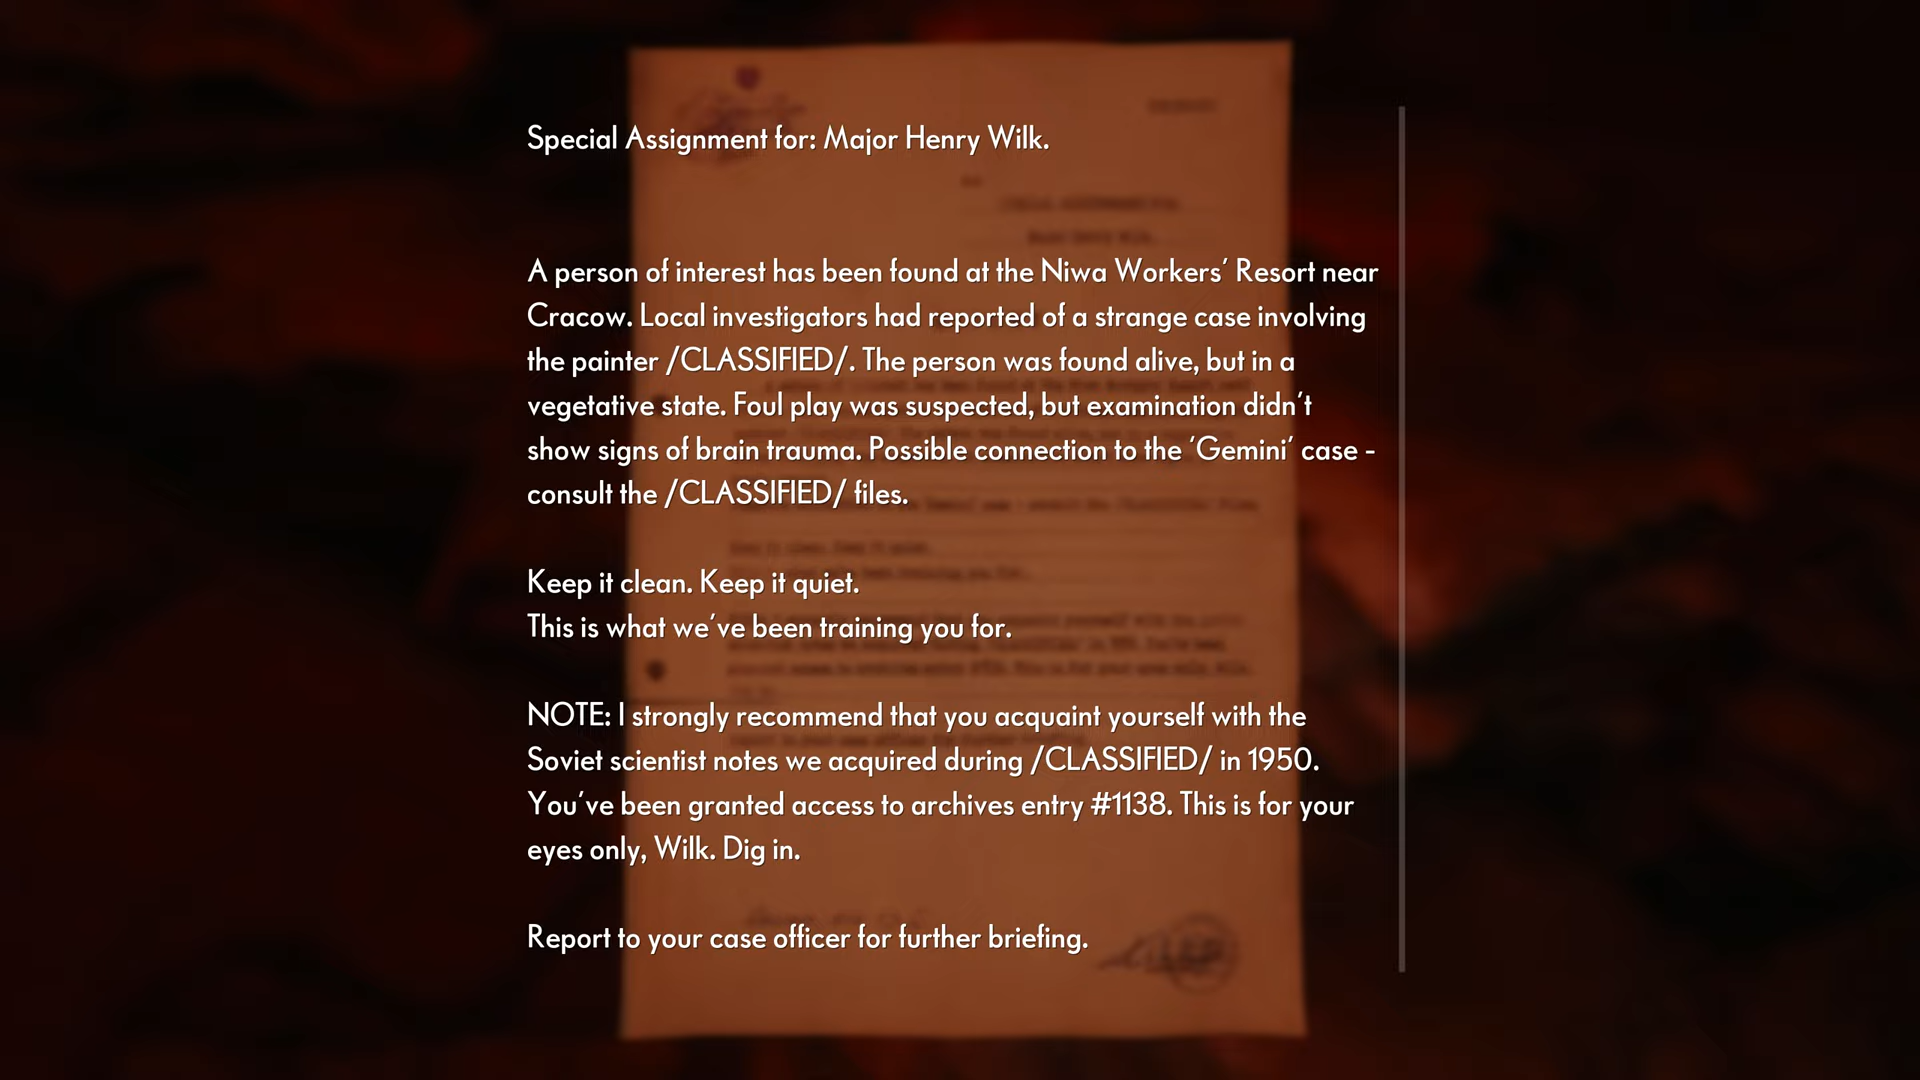 Special Assignment for: Major Henry Wilk.
A person of interest has been found at the Niwa Workers' Resort near
Cracow. Local investigators had reported of a strange case involving
the painter /CLASSIFIED/. The person was found alive, but in a
vegetative state. Foul play was suspected, but examination didn't
show signs of brain trauma. Possible connection to the 'Gemini' case -
consult the /CLASSIFIED/ files.
Keep it clean. Keep it quiet.
This is what we've been training you for.
NOTE: I strongly recommend that you acquaint yourself with the
Soviet scientist notes we acquired during /CLASSIFIED/ in 1950.
You've been granted access to archives entry #1138. This is for your
eyes only, Wilk. Dig in.
Report to your case officer for further briefing.